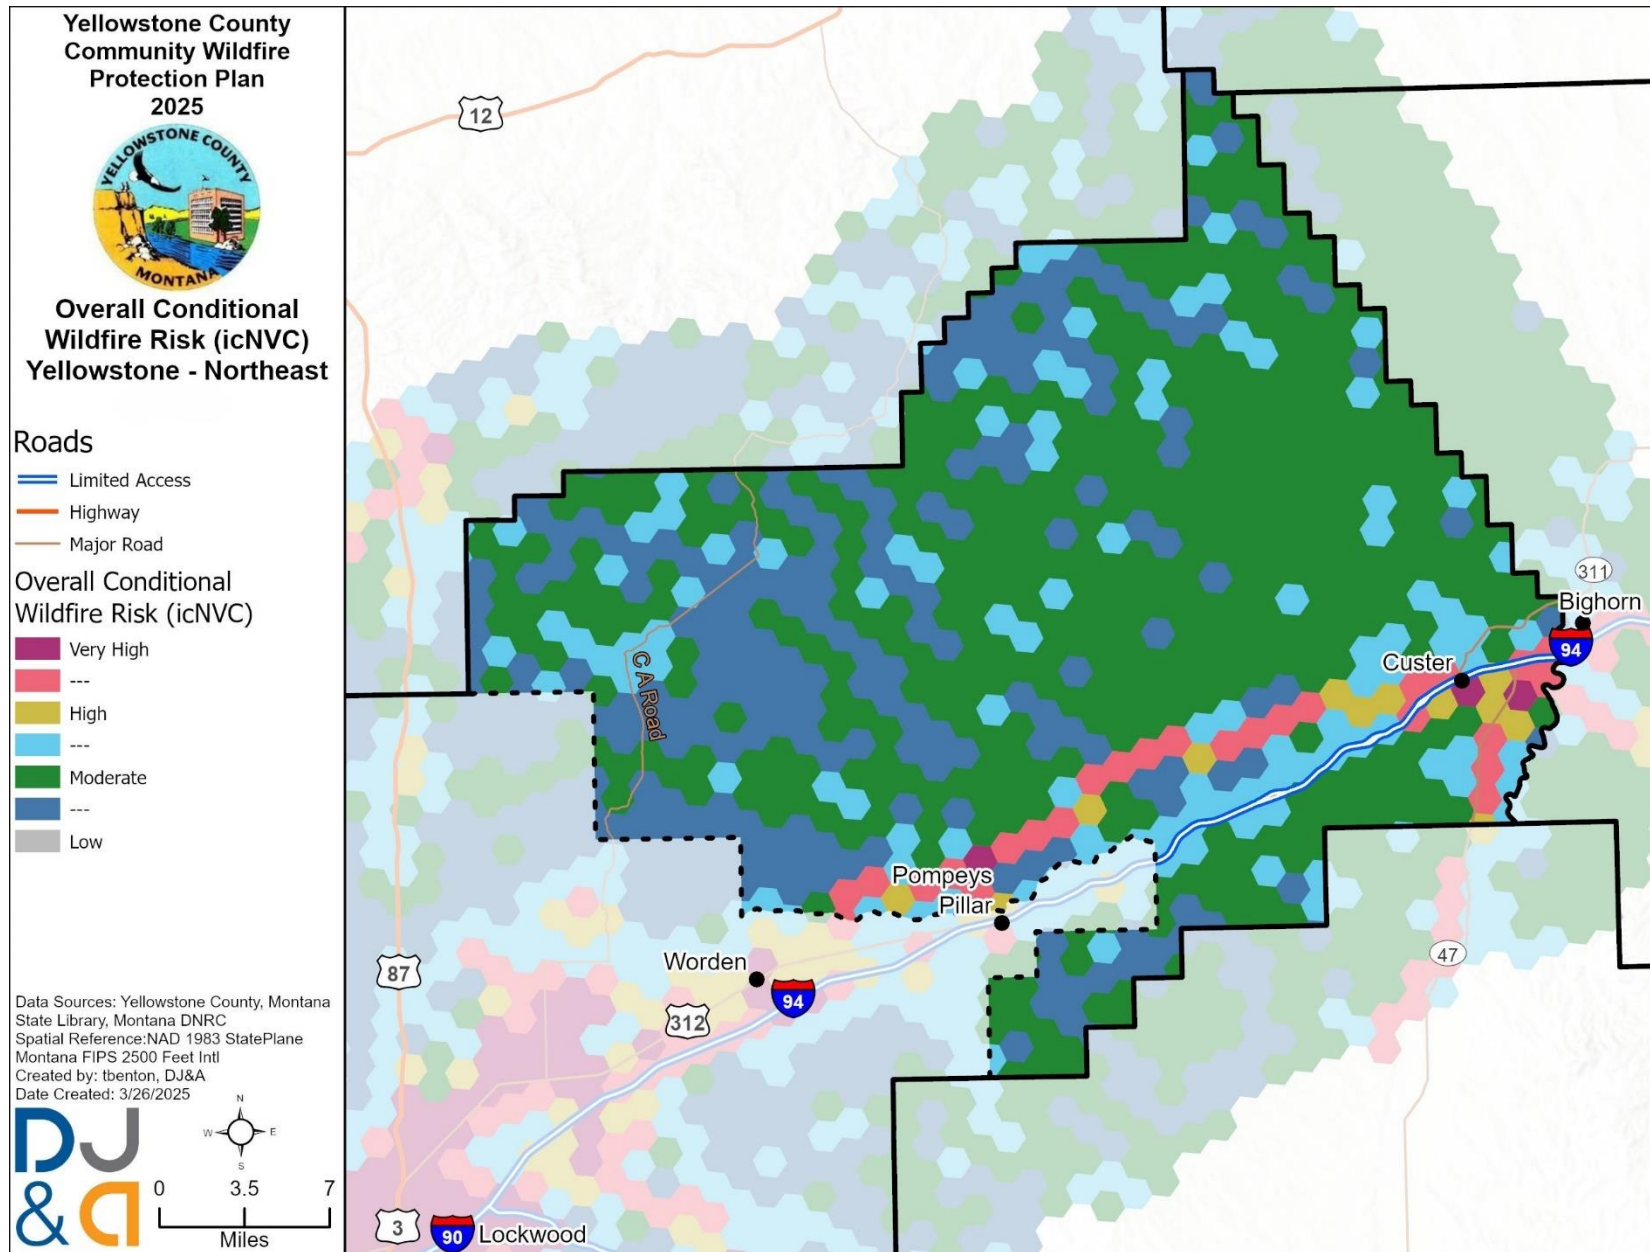 Yellowstone County
Community Wildfire
Protection Plan
2025
YELLOWSTONE COUNTY
MONTANA
Overall Conditional
Wildfire Risk (icNVC)
Yellowstone - Northeast
Roads
Limited Access
Highway
Major Road
Overall Conditional
Wildfire Risk (icNVC)
Very High
---
High
---
Moderate
---
Low
Data Sources: Yellowstone County, Montana
State Library, Montana DNRC
Spatial Reference:NAD 1983 StatePlane
Montana FIPS 2500 Feet Intl
Created by: tbenton, DJ&A
Date Created: 3/26/2025
DJ
&A
N
W E
S
0 3.5 7
Miles
12
311
Bighorn
94
Custer
C A Road
Pompeys
Pillar
47
Worden
87
94
312
3
90
Lockwood